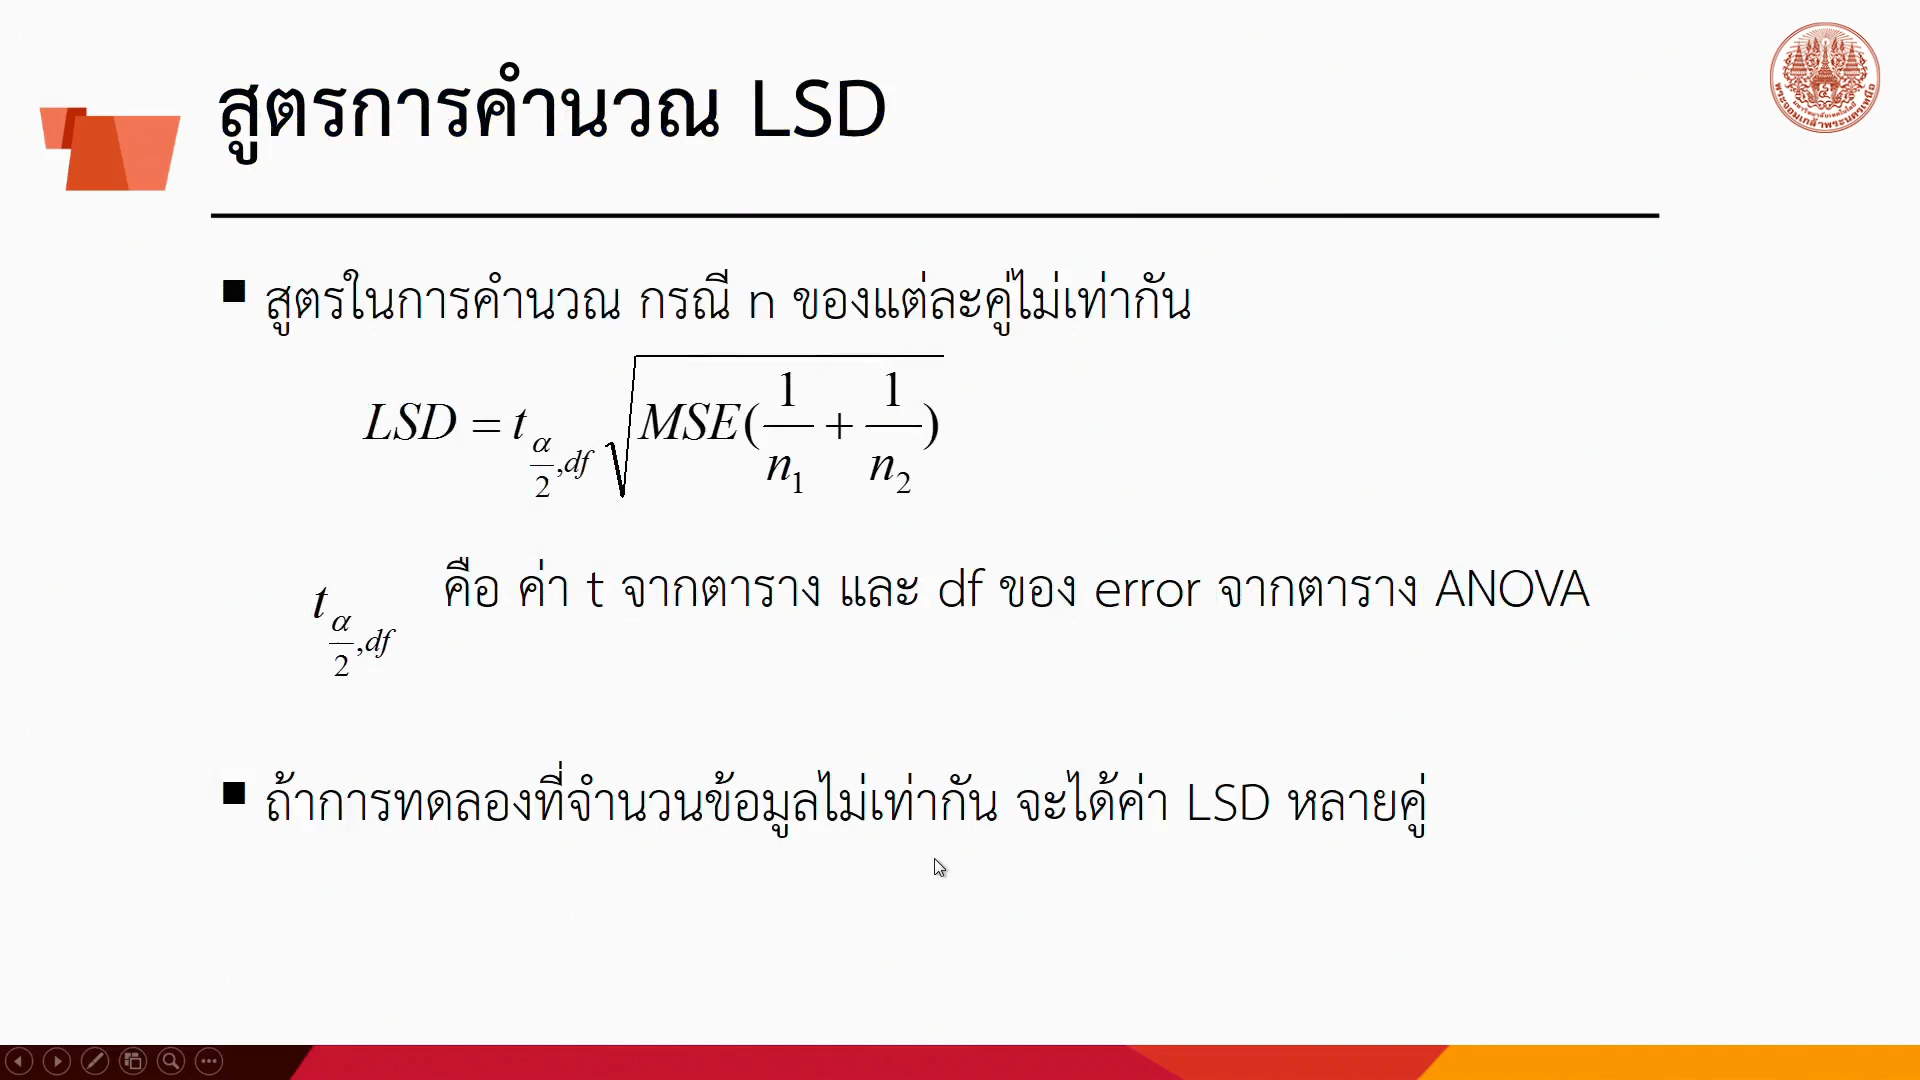 สูตรการคำนวณ LSD
สูตรในการคำนวณ กรณี n ของแต่ละคู่ไม่เท่ากัน
LSD = t_{α/2,df} √(MSE(1/n₁ + 1/n₂))
t_{α/2,df} คือ ค่า t จากตาราง และ df ของ error จากตาราง ANOVA
ถ้าการทดลองที่จำนวนข้อมูลไม่เท่ากัน จะได้ค่า LSD หลายคู่